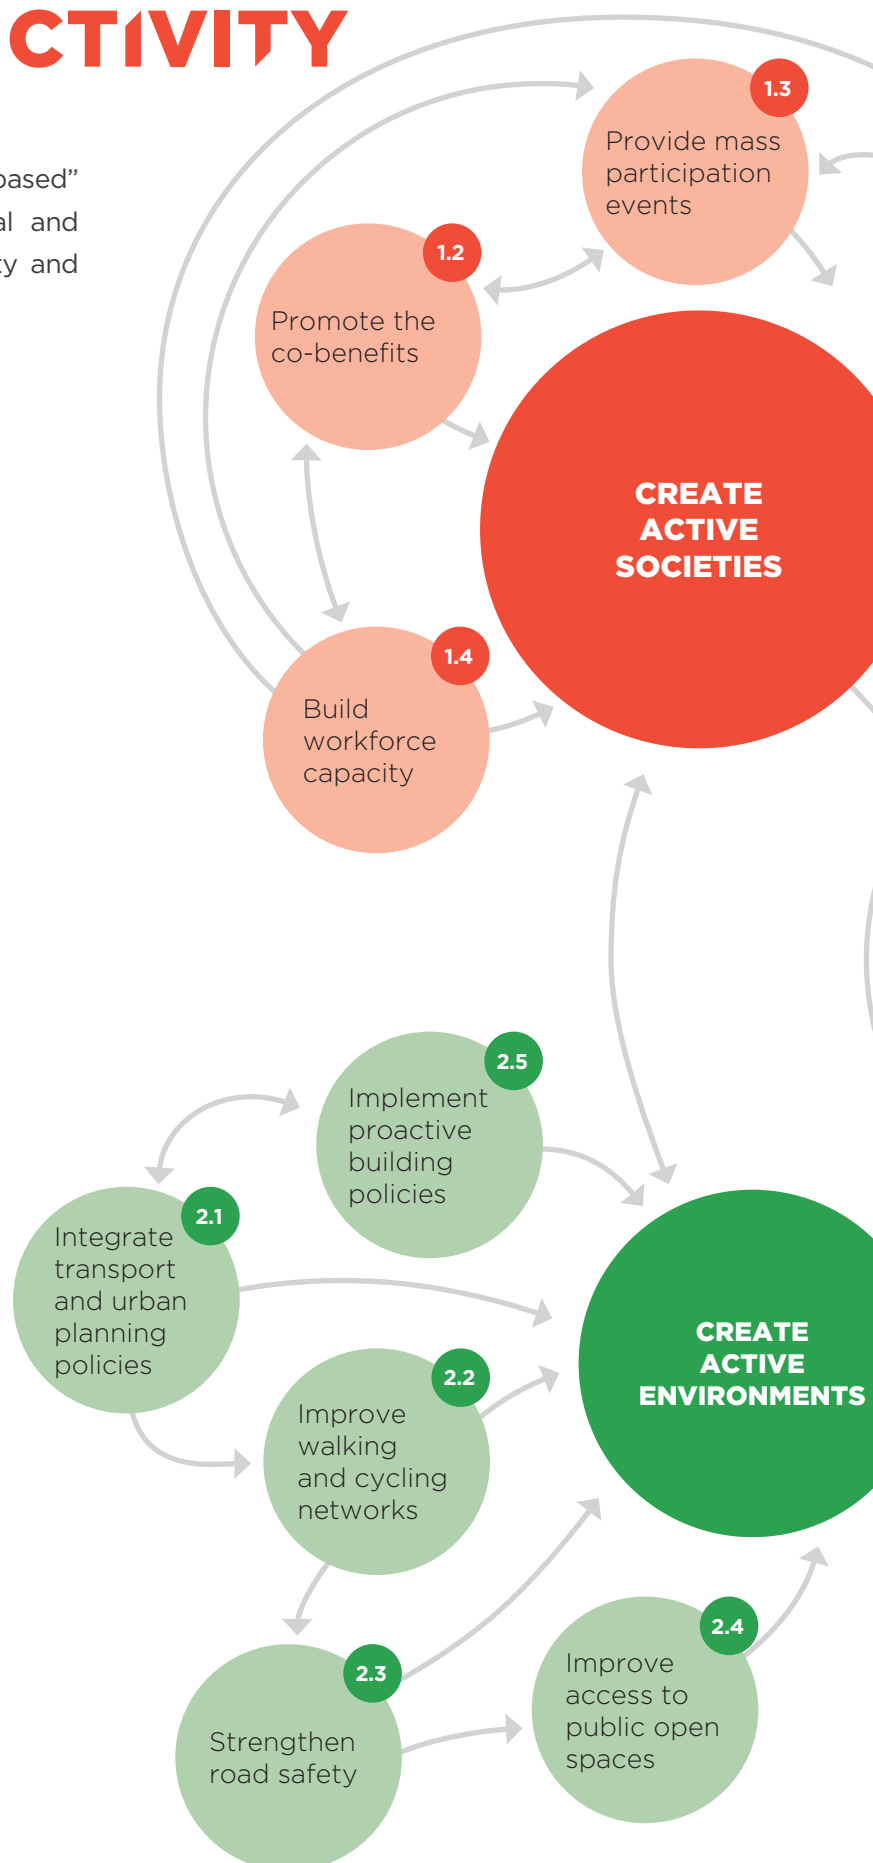 CTIVITY
based”
al and
ty and
1.3
Provide mass
participation
events
1.2
Promote the
co-benefits
CREATE
ACTIVE
SOCIETIES
1.4
Build
workforce
capacity
2.5
Implement
proactive
building
policies
2.1
Integrate
transport
and urban
planning
policies
CREATE
ACTIVE
ENVIRONMENTS
2.2
Improve
walking
and cycling
networks
2.4
Improve
access to
public open
spaces
2.3
Strengthen
road safety